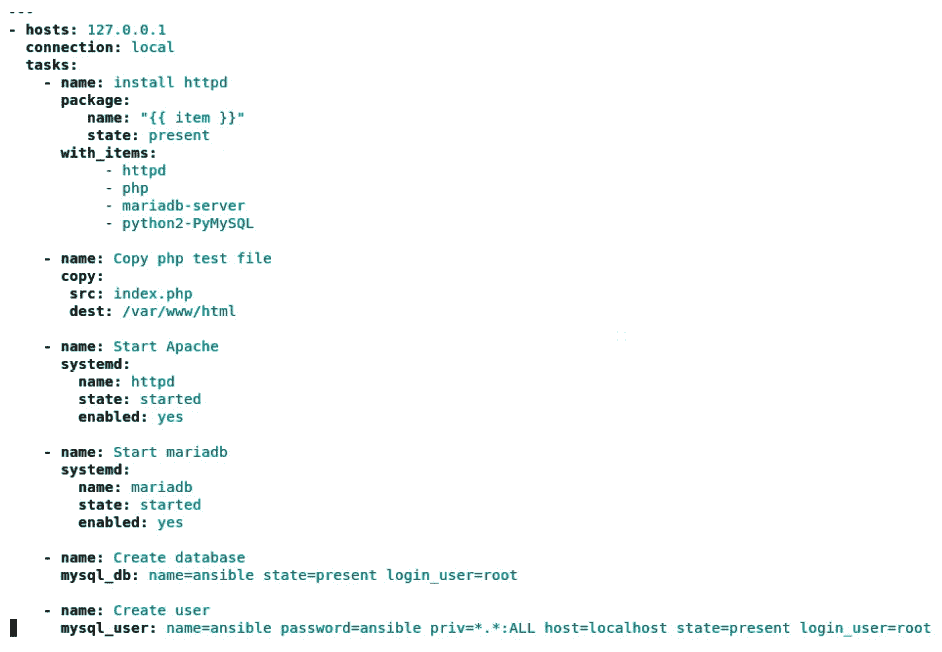 ---
- hosts: 127.0.0.1
  connection: local
  tasks:
    - name: install httpd
      package:
         name: "{{ item }}"
         state: present
      with_items:
           - httpd
           - php
           - mariadb-server
           - python2-PyMySQL

    - name: Copy php test file
      copy:
       src: index.php
       dest: /var/www/html

    - name: Start Apache
      systemd:
        name: httpd
        state: started
        enabled: yes

    - name: Start mariadb
      systemd:
        name: mariadb
        state: started
        enabled: yes

    - name: Create database
      mysql_db: name=ansible state=present login_user=root

    - name: Create user
      mysql_user: name=ansible password=ansible priv=*.*:ALL host=localhost state=present login_user=root